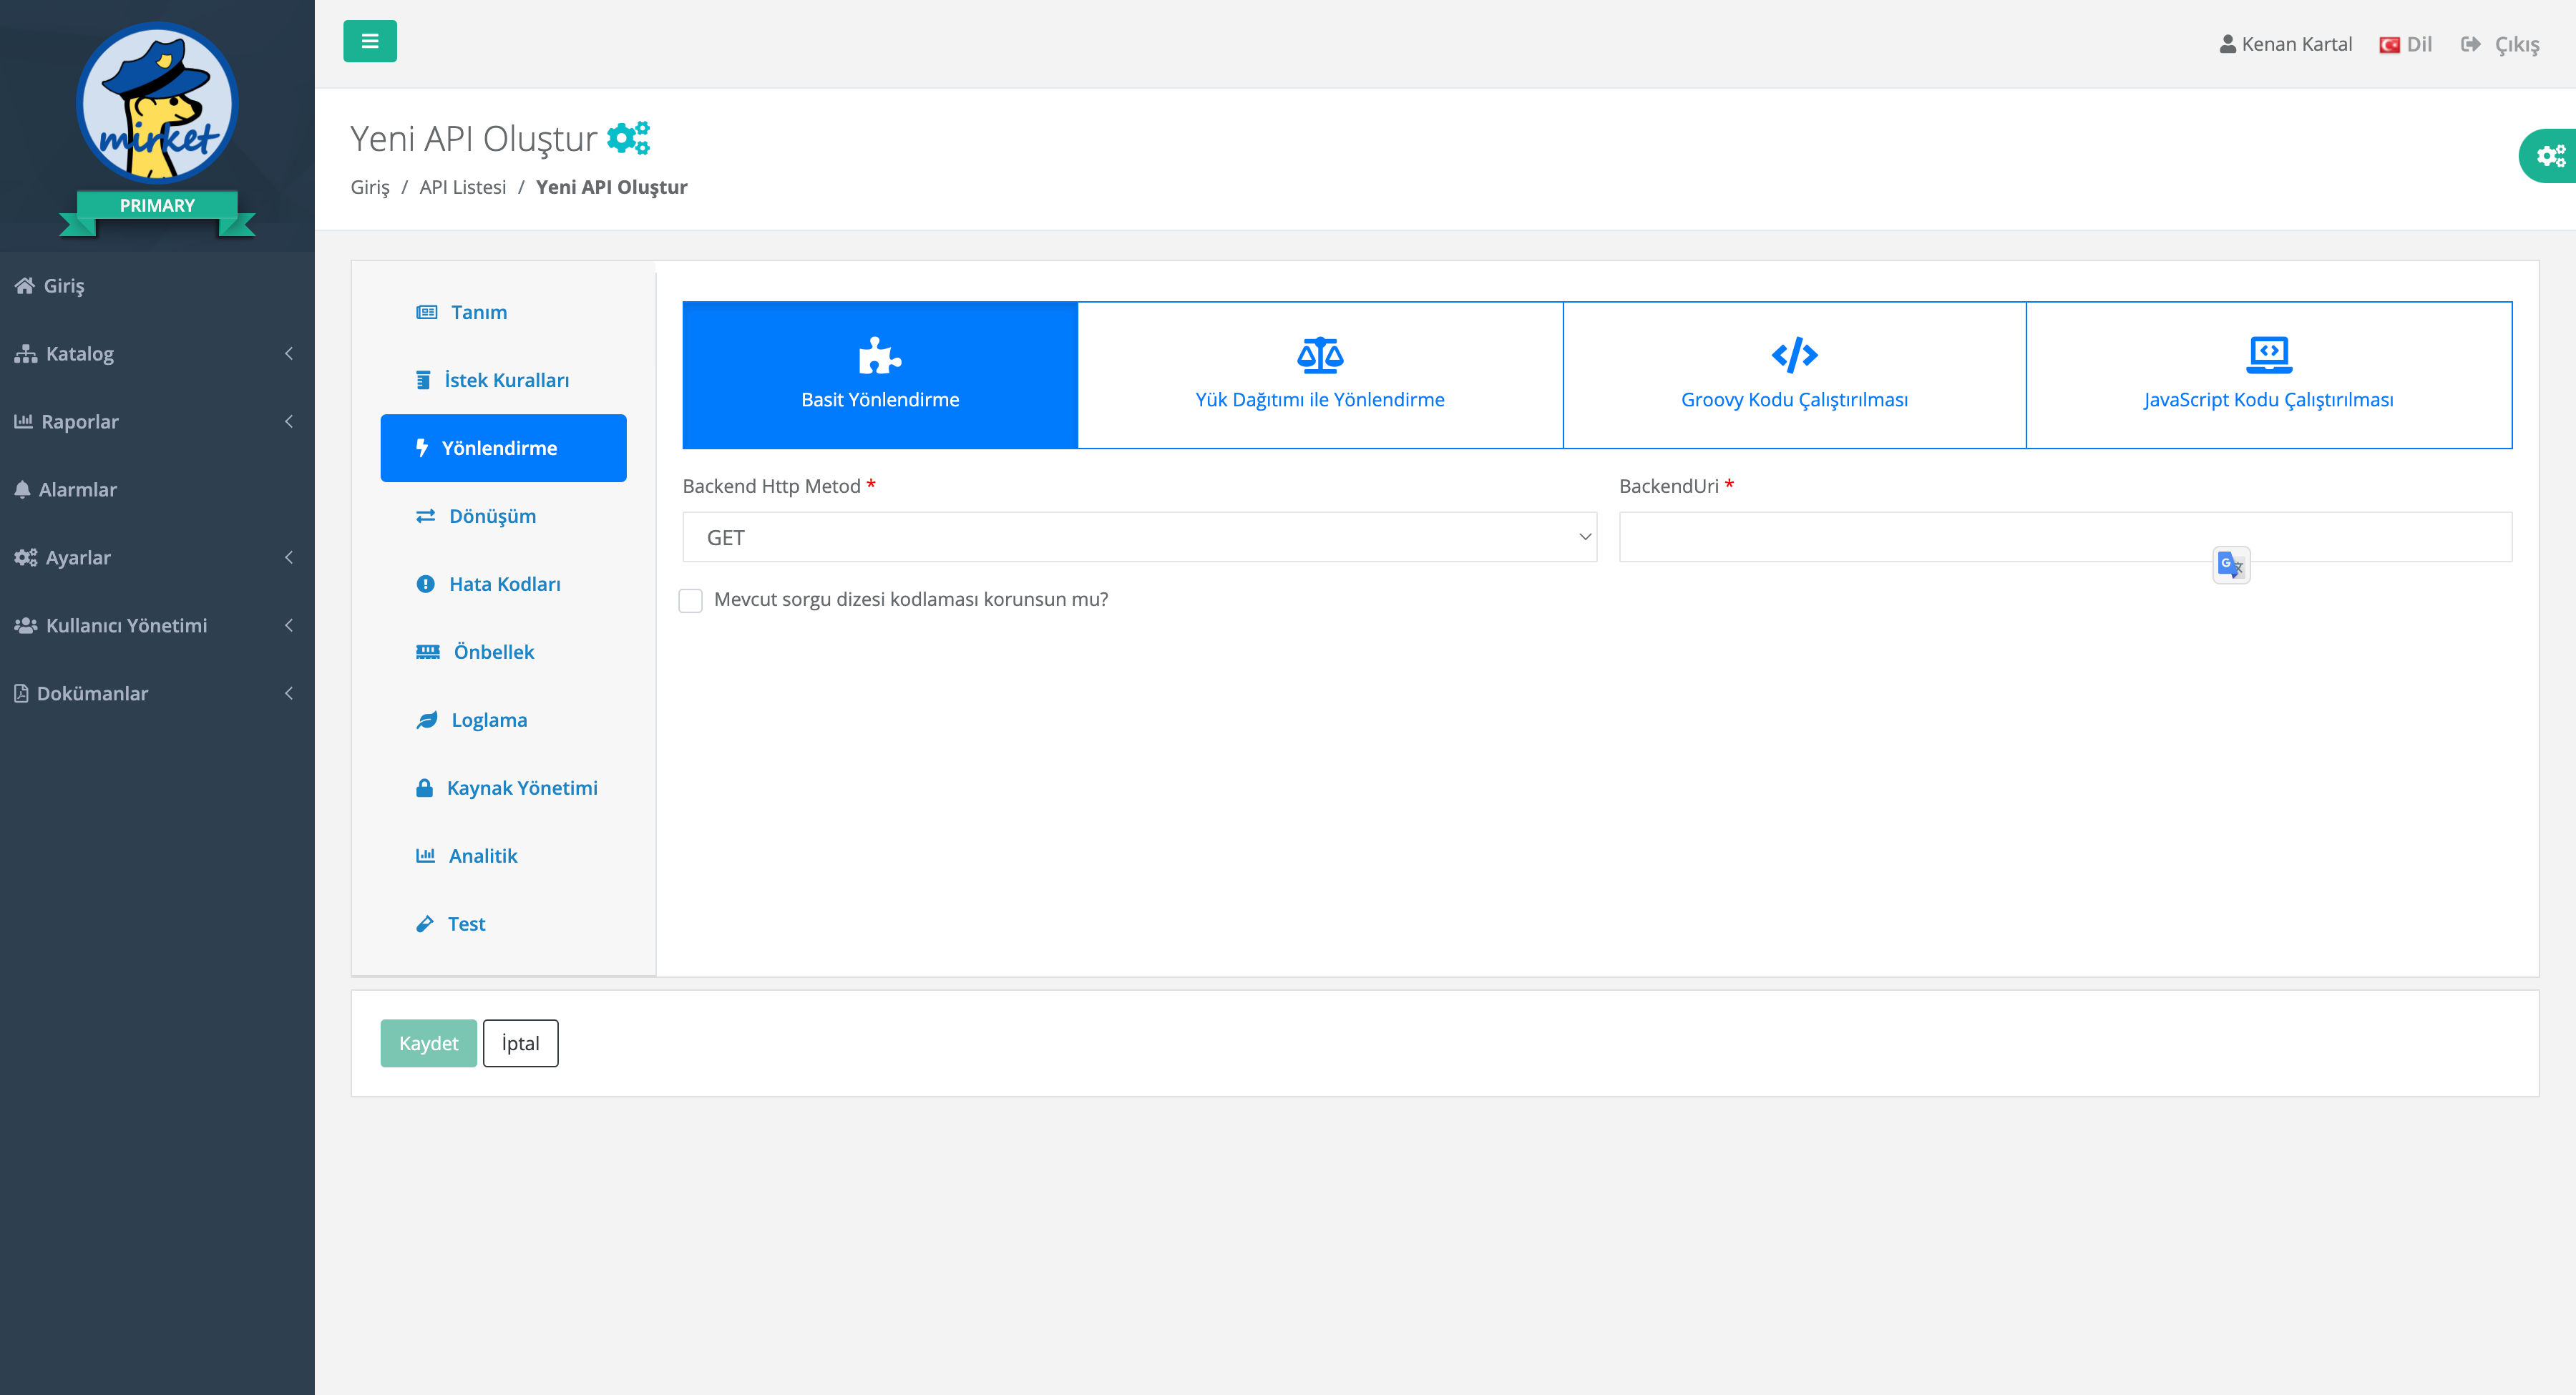 mirket
PRIMARY
Giriş
Katalog
Raporlar
Alarmlar
Ayarlar
Kullanıcı Yönetimi
Dokümanlar
Kenan Kartal
Dil
Çıkış
Yeni API Oluştur
Giriş / API Listesi / Yeni API Oluştur
Tanım
İstek Kuralları
Yönlendirme
Dönüşüm
Hata Kodları
Önbellek
Loglama
Kaynak Yönetimi
Analitik
Test
Basit Yönlendirme
Yük Dağıtımı ile Yönlendirme
Groovy Kodu Çalıştırılması
JavaScript Kodu Çalıştırılması
Backend Http Metod *
BackendUri *
GET
Mevcut sorgu dizesi kodlaması korunsun mu?
Kaydet
İptal